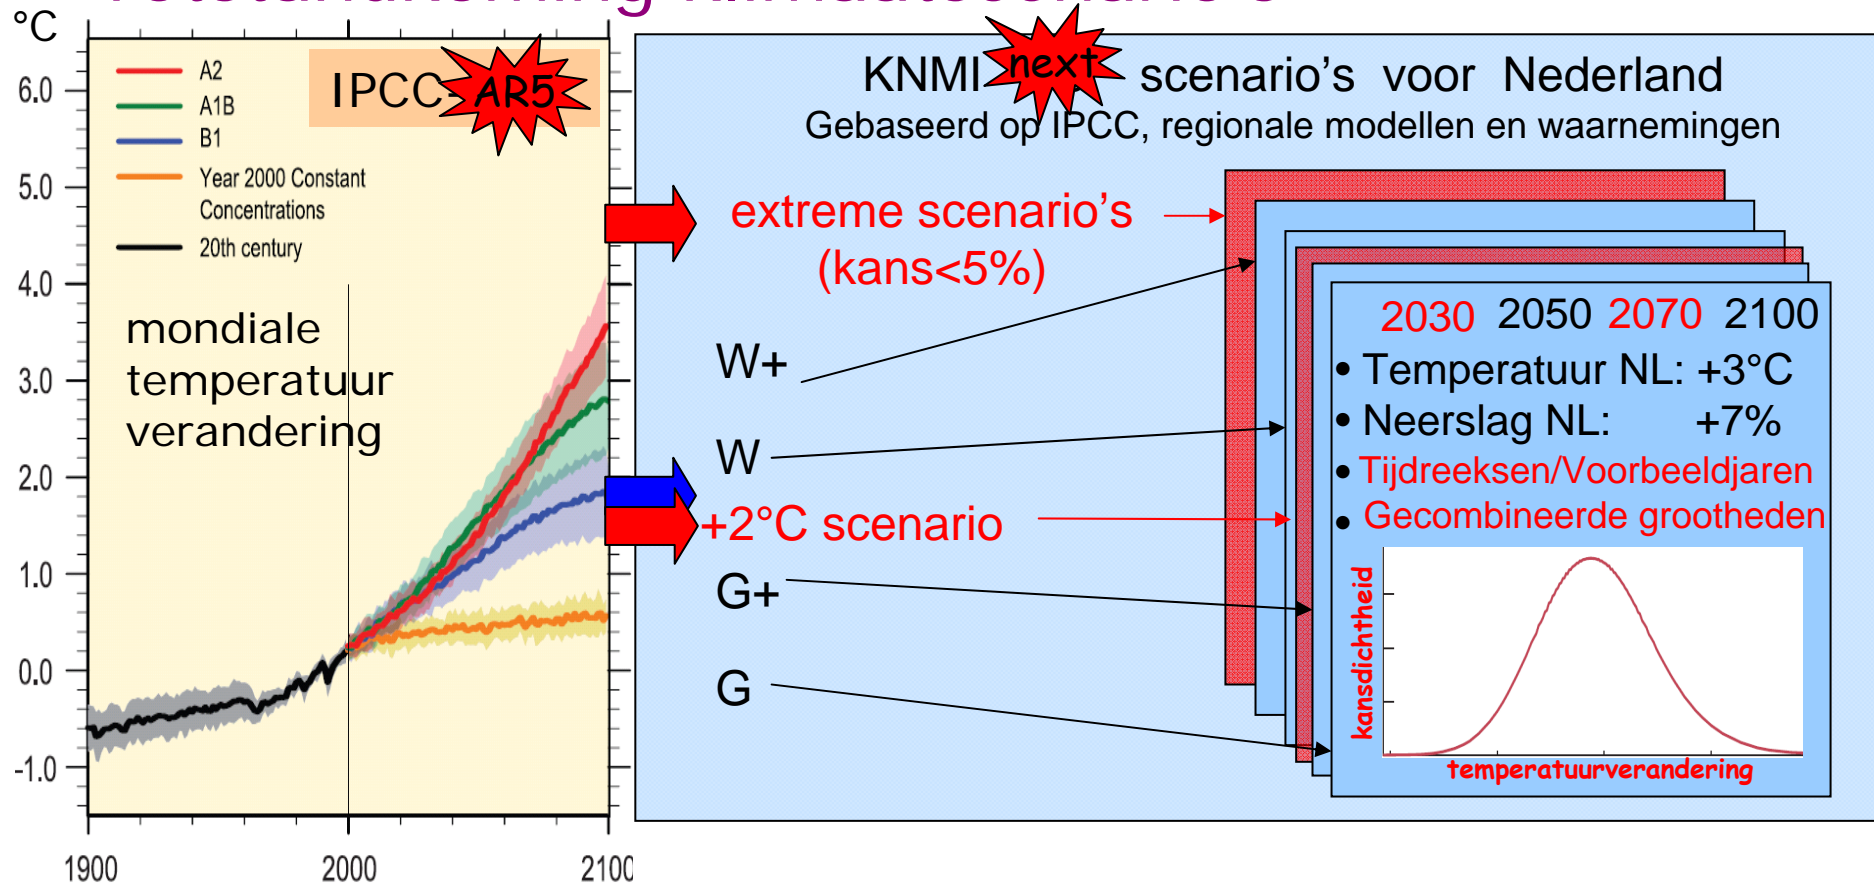 °C
6.0
5.0
4.0
3.0
2.0
1.0
0.0
-1.0
1900
2000
2100
A2
A1B
B1
Year 2000 Constant
Concentrations
20th century
IPCC-AR5
mondiale
temperatuur
verandering
KNMI next scenario's voor Nederland
Gebaseerd op IPCC, regionale modellen en waarnemingen
extreme scenario's
(kans<5%)
W+
W
+2°C scenario
G+
G
2030 2050 2070 2100
• Temperatuur NL: +3°C
• Neerslag NL: +7%
• Tijdreeksen/Voorbeeldjaren
• Gecombineerde grootheden
kansdichtheid
temperatuurverandering